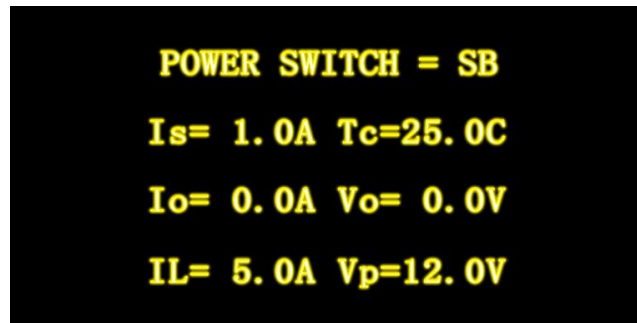 POWER SWITCH = SB
Is= 1.0A Tc=25.0C
Io= 0.0A Vo= 0.0V
IL= 5.0A Vp=12.0V